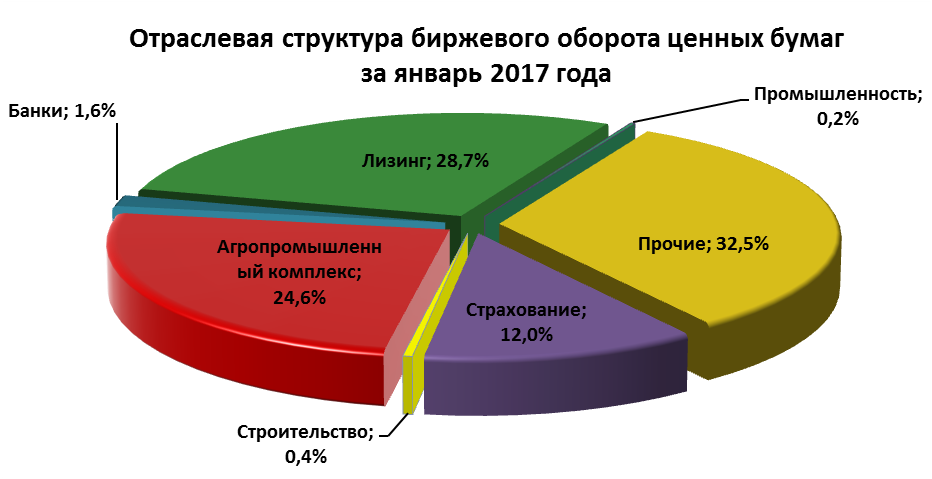 Отраслевая структура биржевого оборота ценных бумаг
за январь 2017 года
Банки; 1,6%
Промышленность;
0,2%
Лизинг; 28,7%
Прочие; 32,5%
Агропромышленн
ый комплекс;
24,6%
Страхование;
12,0%
Строительство;
0,4%